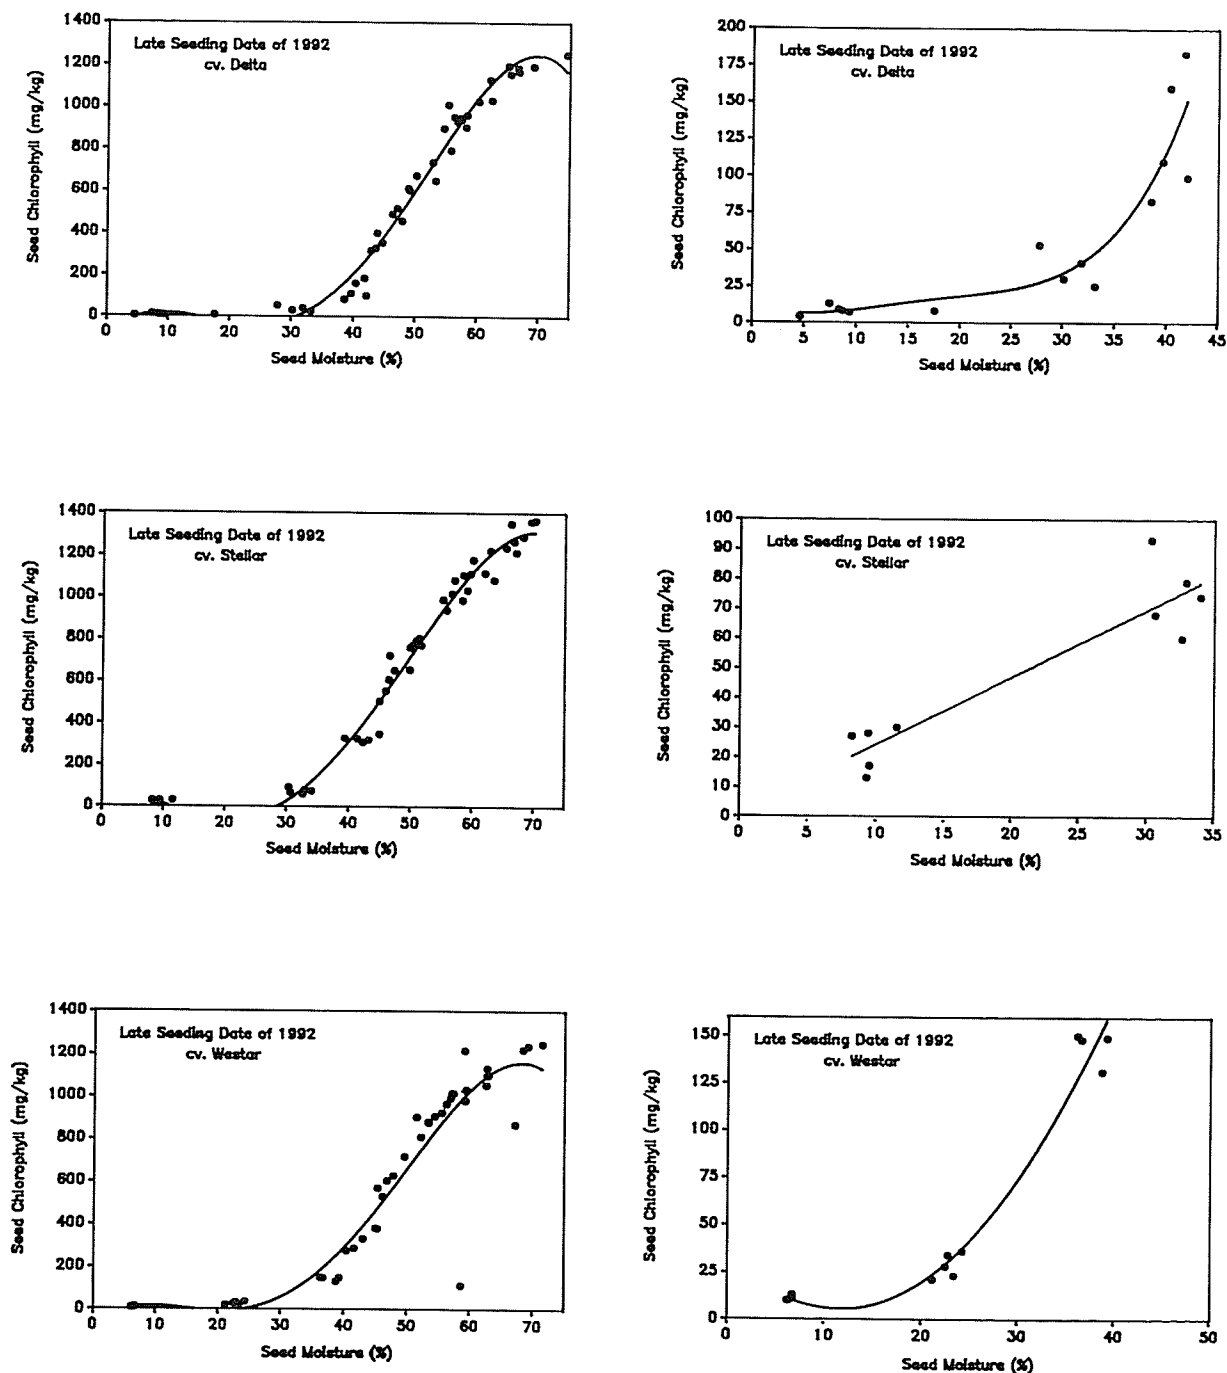 Late Seeding Date of 1992
cv. Delta
Seed Chlorophyll (mg/kg)
1400
1200
1000
800
600
400
200
0
0 10 20 30 40 50 60 70
Seed Moisture (%)
Late Seeding Date of 1992
cv. Delta
Seed Chlorophyll (mg/kg)
200
175
150
125
100
75
50
25
0
0 5 10 15 20 25 30 35 40 45
Seed Moisture (%)
Late Seeding Date of 1992
cv. Stellar
Seed Chlorophyll (mg/kg)
1400
1200
1000
800
600
400
200
0
0 10 20 30 40 50 60 70
Seed Moisture (%)
Late Seeding Date of 1992
cv. Stellar
Seed Chlorophyll (mg/kg)
100
90
80
70
60
50
40
30
20
10
0
0 5 10 15 20 25 30 35
Seed Moisture (%)
Late Seeding Date of 1992
cv. Westar
Seed Chlorophyll (mg/kg)
1400
1200
1000
800
600
400
200
0
0 10 20 30 40 50 60 70
Seed Moisture (%)
Late Seeding Date of 1992
cv. Westar
Seed Chlorophyll (mg/kg)
150
125
100
75
50
25
0
0 10 20 30 40 50
Seed Moisture (%)